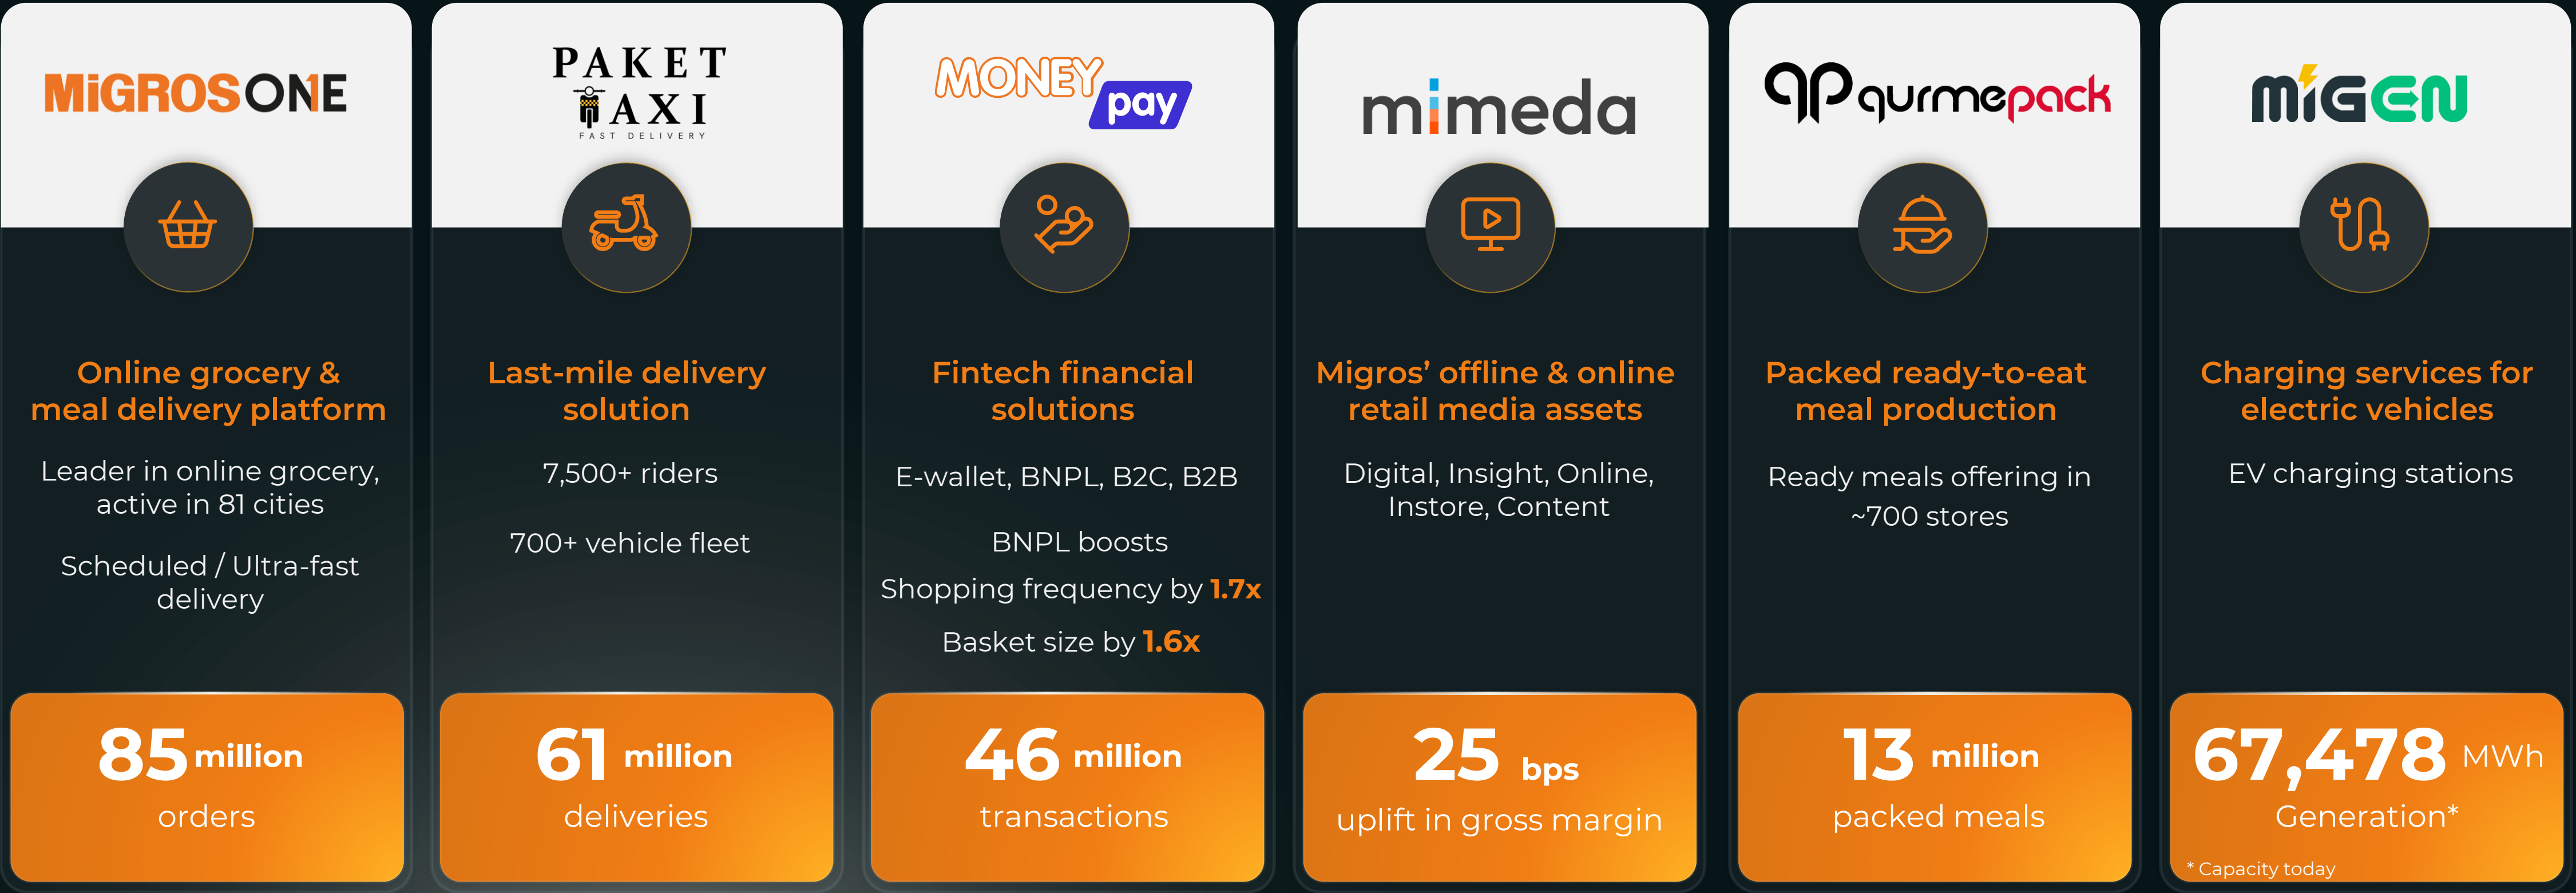 MiGROS ONE
Online grocery &
meal delivery platform
Leader in online grocery,
active in 81 cities
Scheduled / Ultra-fast
delivery
85 million
orders
PAKET
TAXI
FAST DELIVERY
Last-mile delivery
solution
7,500+ riders
700+ vehicle fleet
61 million
deliveries
MONEY
pay
Fintech financial
solutions
E-wallet, BNPL, B2C, B2B
BNPL boosts
Shopping frequency by 1.7x
Basket size by 1.6x
46 million
transactions
mimeda
Migros’ offline & online
retail media assets
Digital, Insight, Online,
Instore, Content
25 bps
uplift in gross margin
gp gurmepack
Packed ready-to-eat
meal production
Ready meals offering in
~700 stores
13 million
packed meals
MiGEN
Charging services for
electric vehicles
EV charging stations
67,478 MWh
Generation*
* Capacity today